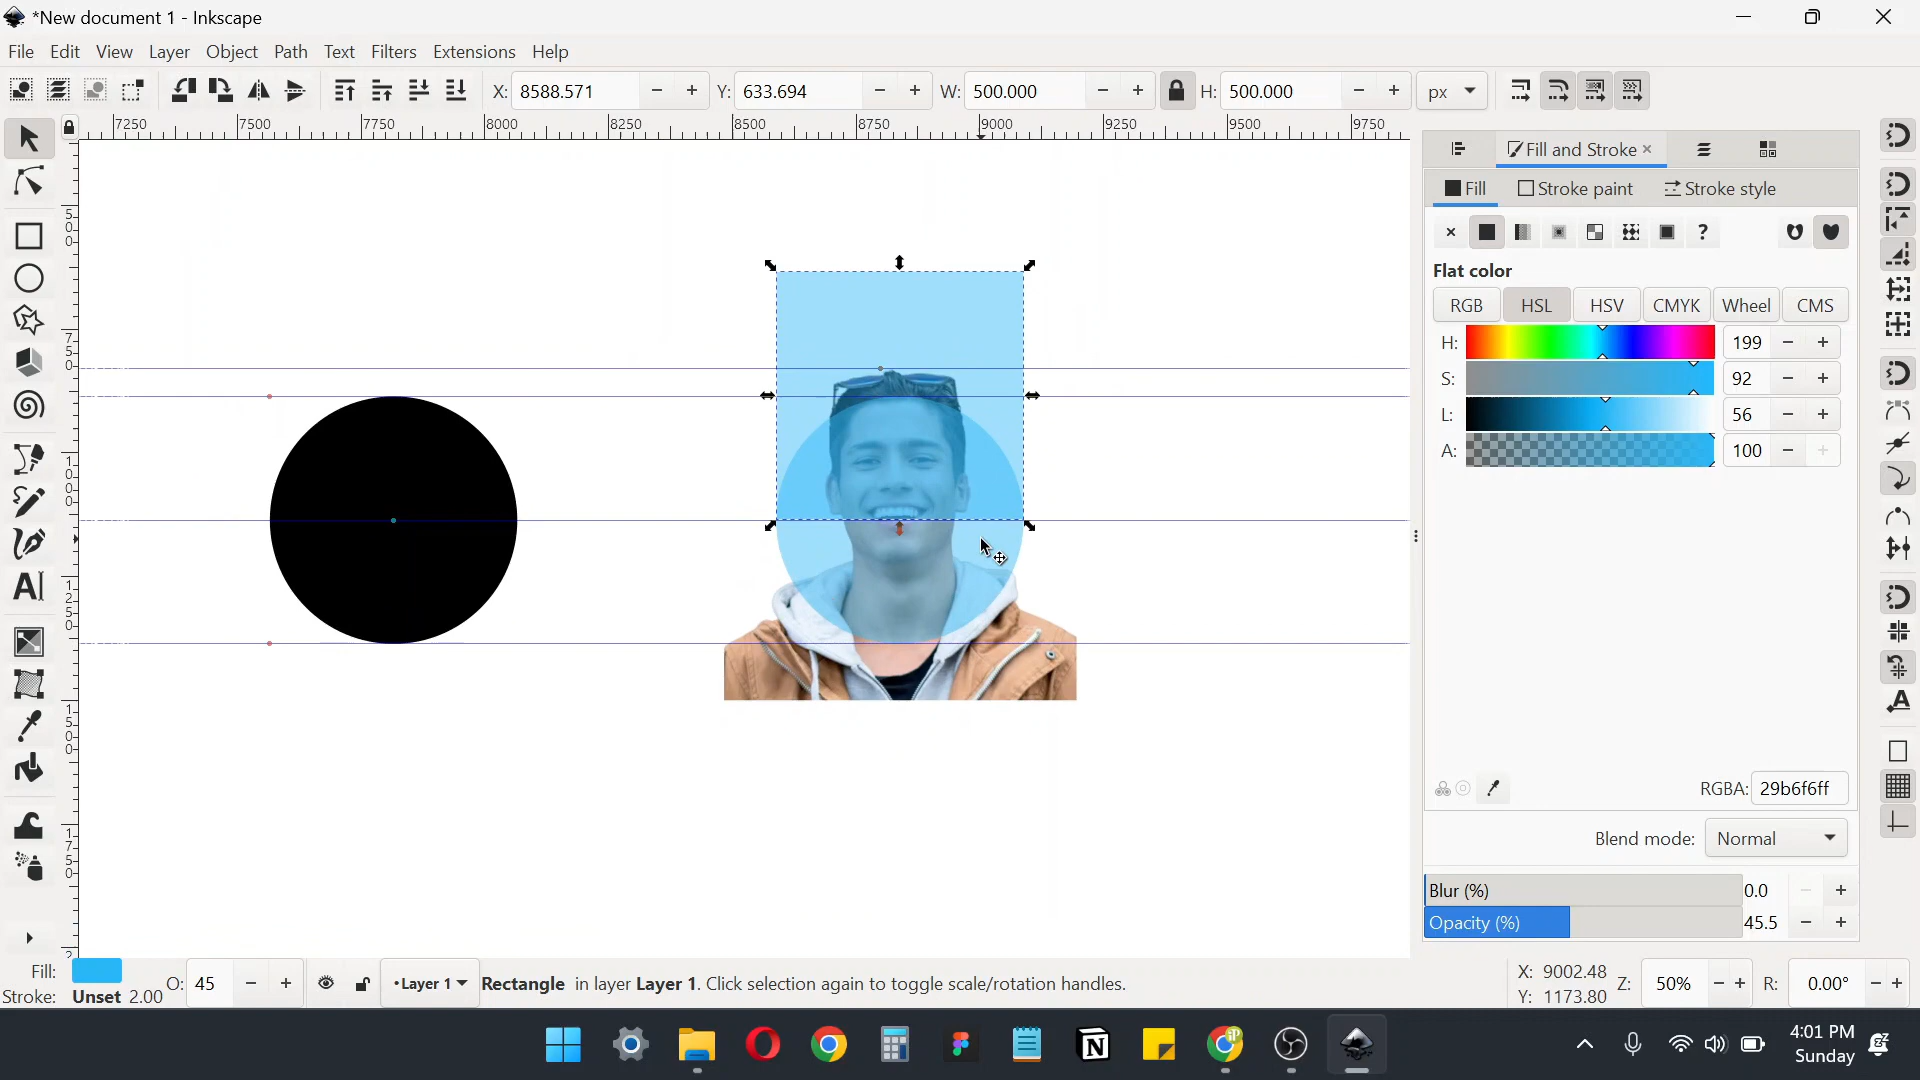 *New document 1 - Inkscape
File Edit View Layer Object Path Text Filters Extensions Help
X: 8588.571 Y: 633.694 W: 500.000 H: 500.000 px
7250 7500 7750 8000 8250 8500 8750 9000 9250 9500 9750
Fill and Stroke
Fill Stroke paint Stroke style
?
Flat color
RGB HSL HSV CMYK Wheel CMS
H: 199
S: 92
L: 56
A: 100
RGBA: 29b6f6ff
Blend mode: Normal
Blur (%) 0.0
Opacity (%) 45.5
Fill: O: 45 •Layer 1 Rectangle in layer Layer 1. Click selection again to toggle scale/rotation handles. X: 9002.48 Z: 50% R: 0.00°
Stroke: Unset 2.00 Y: 1173.80
4:01 PM
Sunday